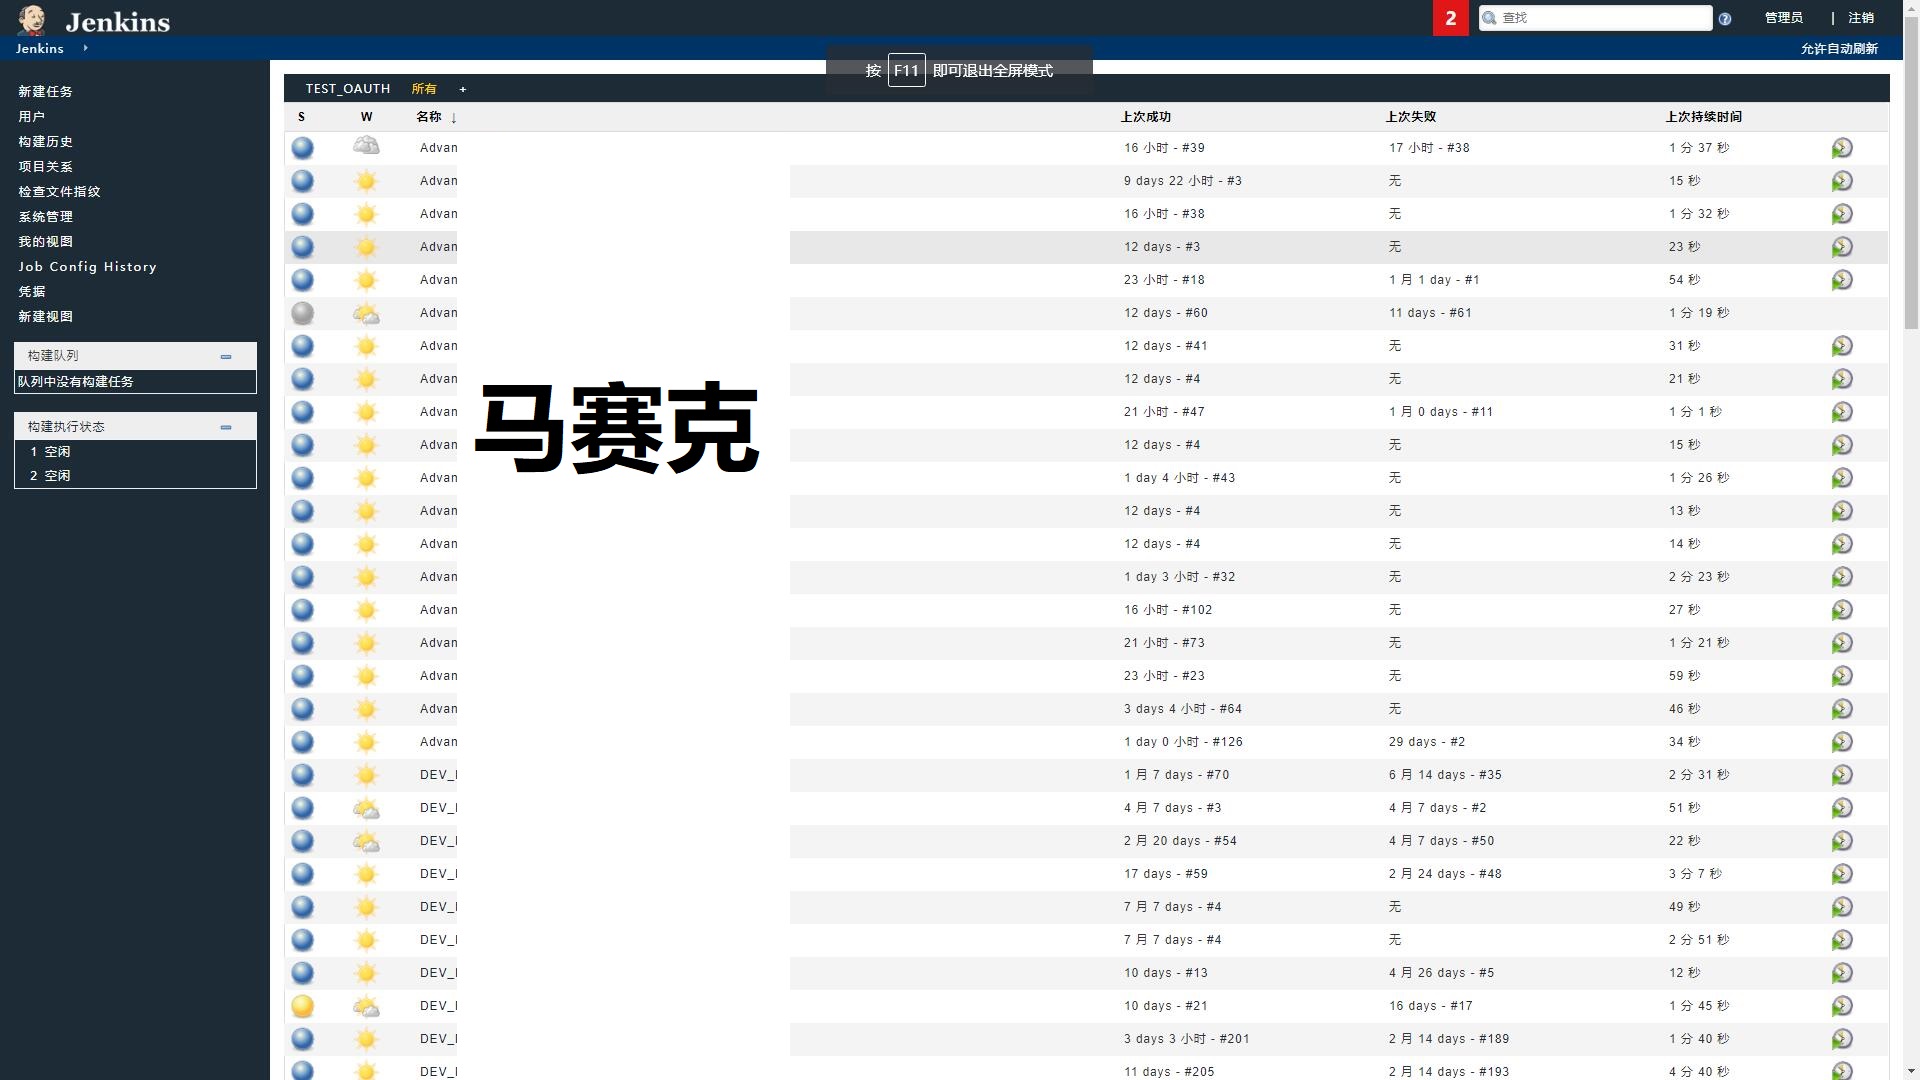 Jenkins
2
查找
管理员
|
注销
Jenkins
允许自动刷新
按 F11 即可退出全屏模式
新建任务
用户
构建历史
项目关系
检查文件指纹
系统管理
我的视图
Job Config History
凭据
新建视图
构建队列
队列中没有构建任务
构建执行状态
1 空闲
2 空闲
TEST_OAUTH 所有 +
S W 名称 ↓ 上次成功 上次失败 上次持续时间
Advan 16 小时 - #39 17 小时 - #38 1 分 37 秒
Advan 9 days 22 小时 - #3 无 15 秒
Advan 16 小时 - #38 无 1 分 32 秒
Advan 12 days - #3 无 23 秒
Advan 23 小时 - #18 1 月 1 day - #1 54 秒
Advan 12 days - #60 11 days - #61 1 分 19 秒
Advan 12 days - #41 无 31 秒
Advan 12 days - #4 无 21 秒
Advan 21 小时 - #47 1 月 0 days - #11 1 分 1 秒
马赛克
Advan 12 days - #4 无 15 秒
Advan 1 day 4 小时 - #43 无 1 分 26 秒
Advan 12 days - #4 无 13 秒
Advan 12 days - #4 无 14 秒
Advan 1 day 3 小时 - #32 无 2 分 23 秒
Advan 16 小时 - #102 无 27 秒
Advan 21 小时 - #73 无 1 分 21 秒
Advan 23 小时 - #23 无 59 秒
Advan 3 days 4 小时 - #64 无 46 秒
Advan 1 day 0 小时 - #126 29 days - #2 34 秒
DEV_ 1 月 7 days - #70 6 月 14 days - #35 2 分 31 秒
DEV_ 4 月 7 days - #3 4 月 7 days - #2 51 秒
DEV_ 2 月 20 days - #54 4 月 7 days - #50 22 秒
DEV_ 17 days - #59 2 月 24 days - #48 3 分 7 秒
DEV_ 7 月 7 days - #4 无 49 秒
DEV_ 7 月 7 days - #4 无 2 分 51 秒
DEV_ 10 days - #13 4 月 26 days - #5 12 秒
DEV_ 10 days - #21 16 days - #17 1 分 45 秒
DEV_ 3 days 3 小时 - #201 2 月 14 days - #189 1 分 40 秒
DEV_ 11 days - #205 2 月 14 days - #193 4 分 40 秒